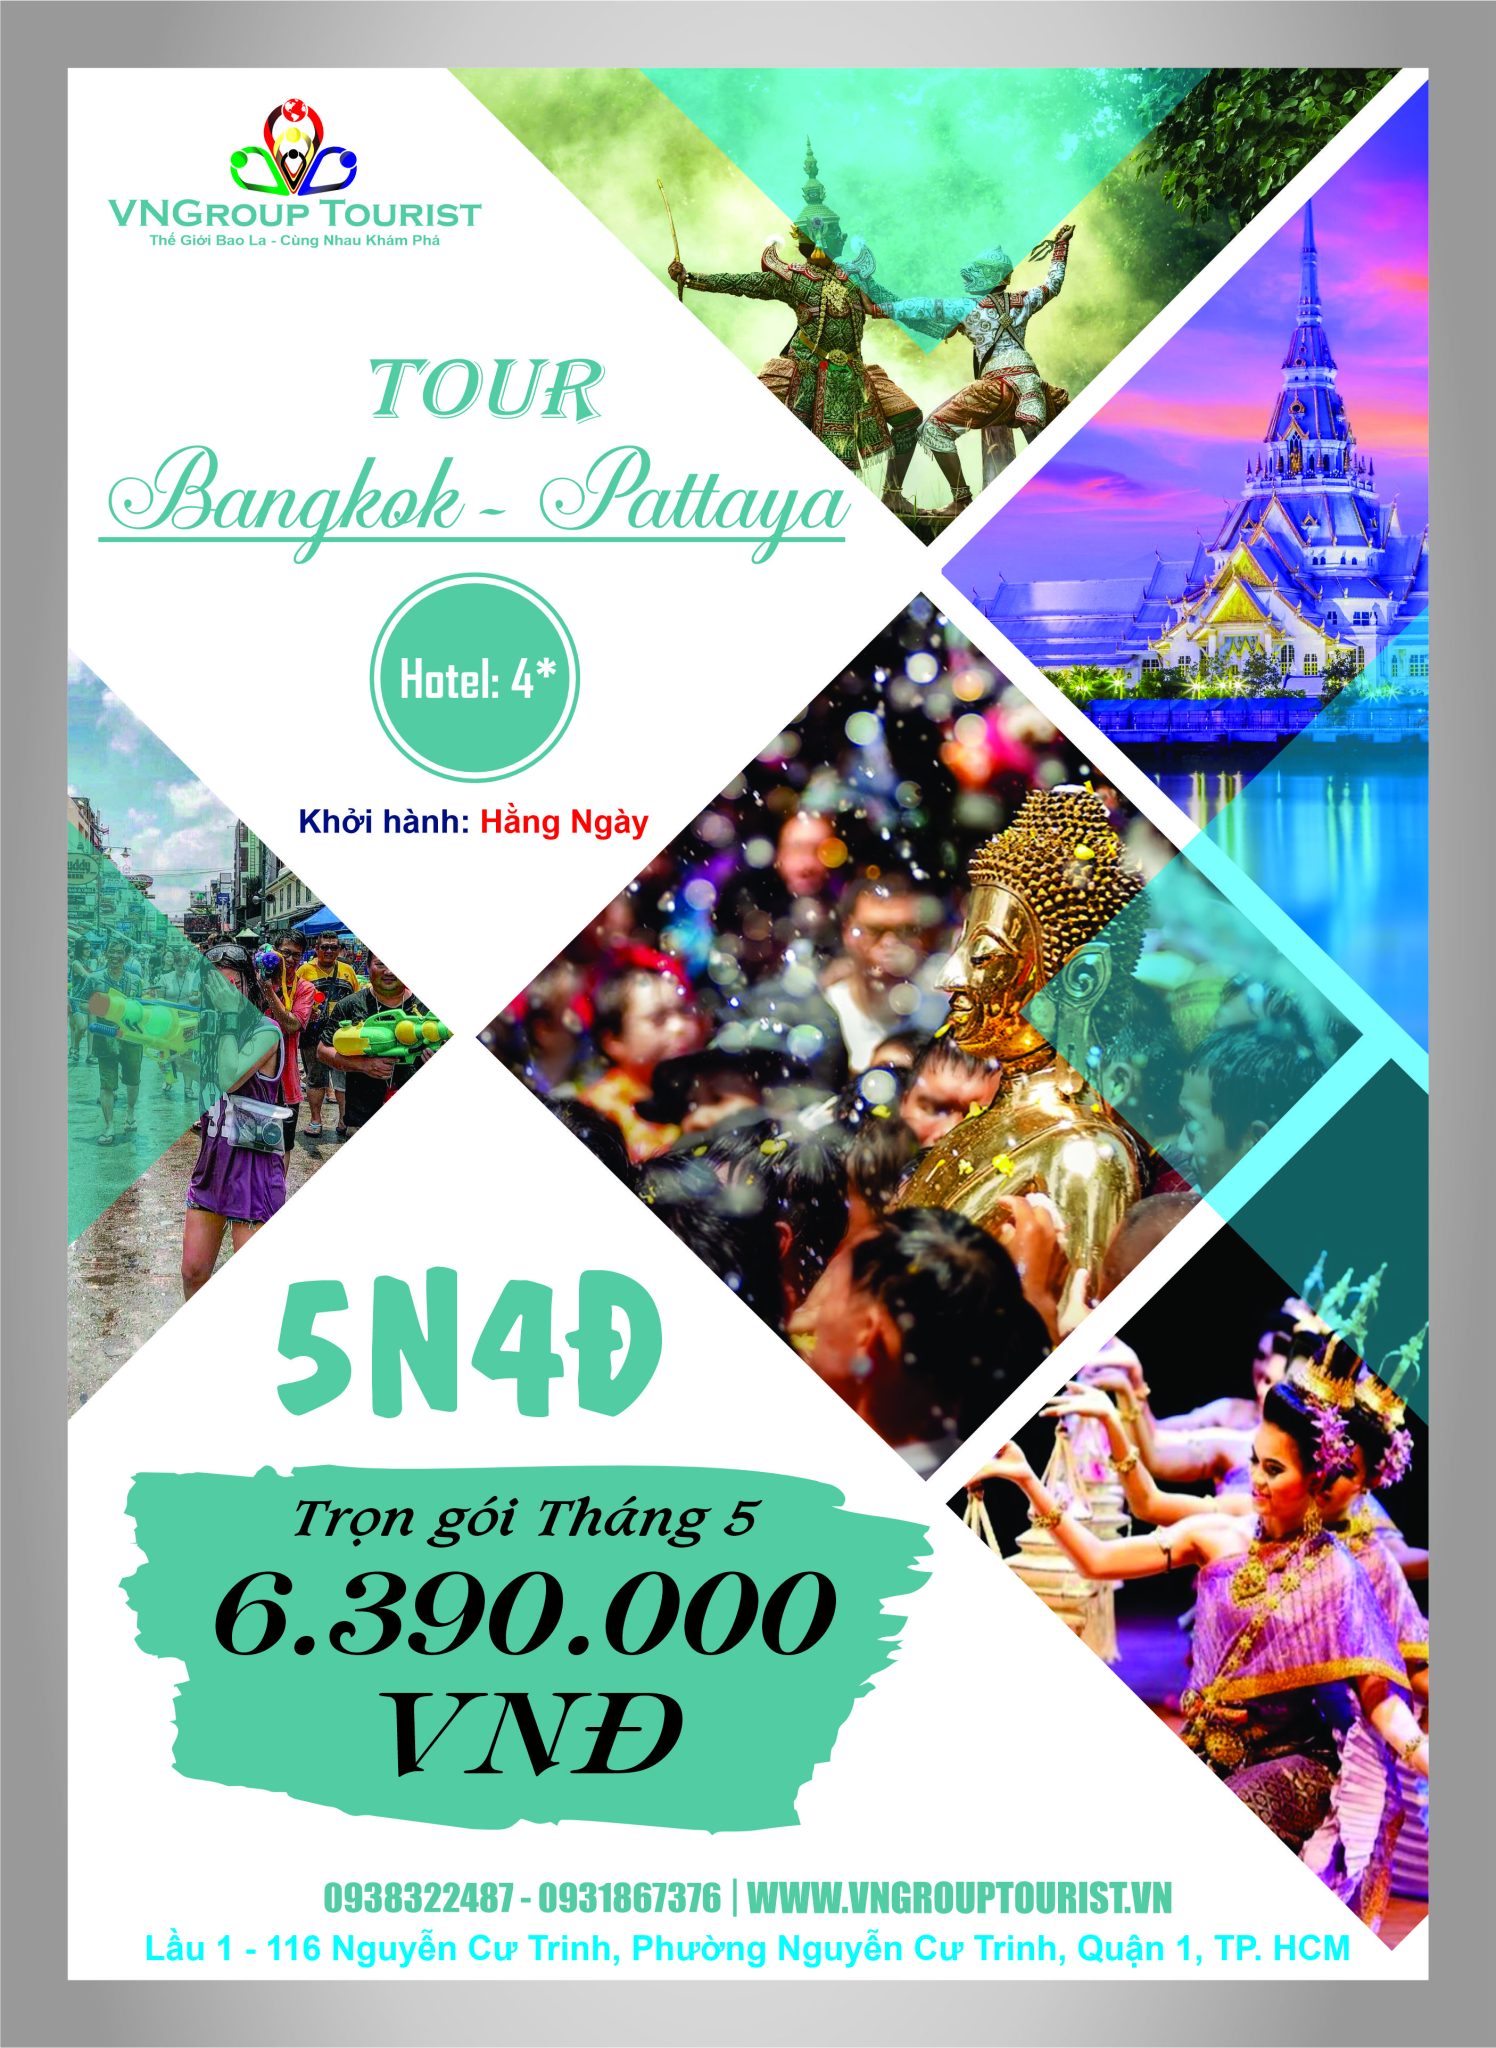 VNGROUP TOURIST
Thế Giới Bao La - Cùng Nhau Khám Phá
TOUR
Bangkok - Pattaya
Hotel: 4*
Khởi hành: Hằng Ngày
5N4Đ
Trọn gói Tháng 5
6.390.000
VNĐ
0938322487 - 0931867376 | WWW.VNGROUPTOURIST.VN
Lầu 1 - 116 Nguyễn Cư Trinh, Phường Nguyễn Cư Trinh, Quận 1, TP. HCM